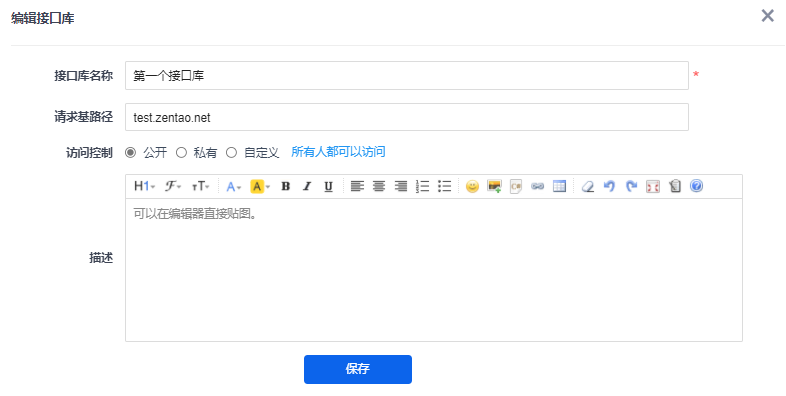 编辑接口库
接口库名称 第一个接口库 *
请求基路径 test.zentao.net
访问控制 公开 私有 自定义 所有人都可以访问
H1 F тT A A B I U
可以在编辑器直接贴图。
描述
保存